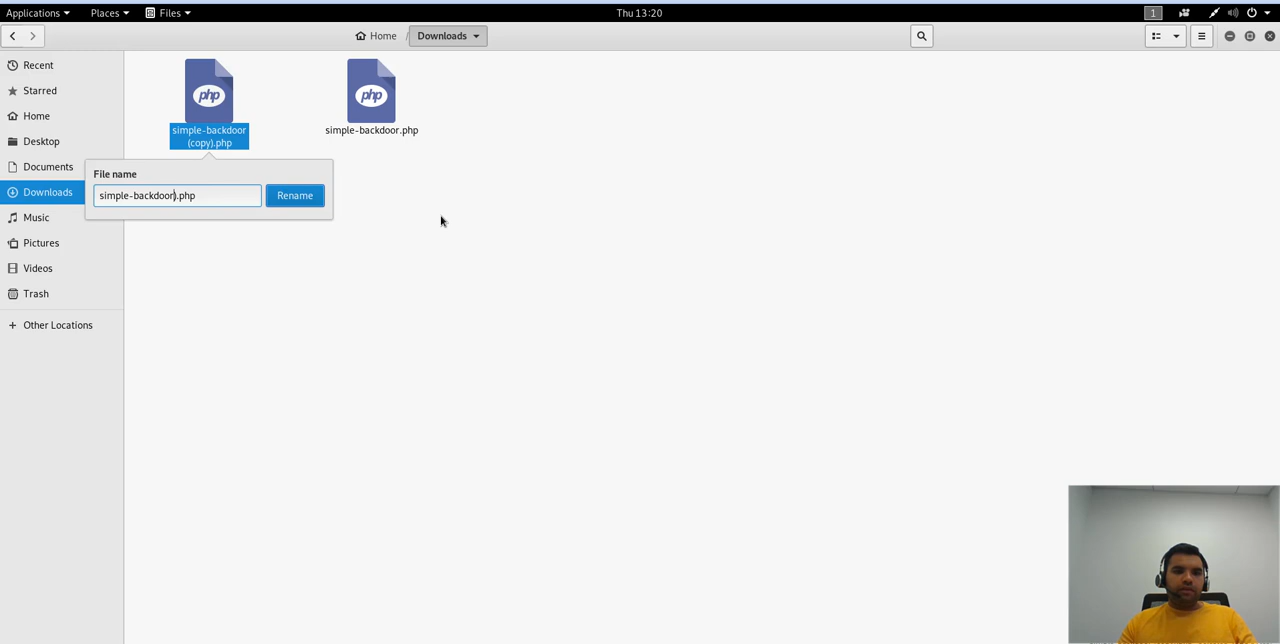 Applications Places Files Thu 13:20 1
Home / Downloads
Recent
Starred
Home
Desktop
Documents
Downloads
Music
Pictures
Videos
Trash
+ Other Locations
php
simple-backdoor
(copy).php
php
simple-backdoor.php
File name
simple-backdoor).php
Rename